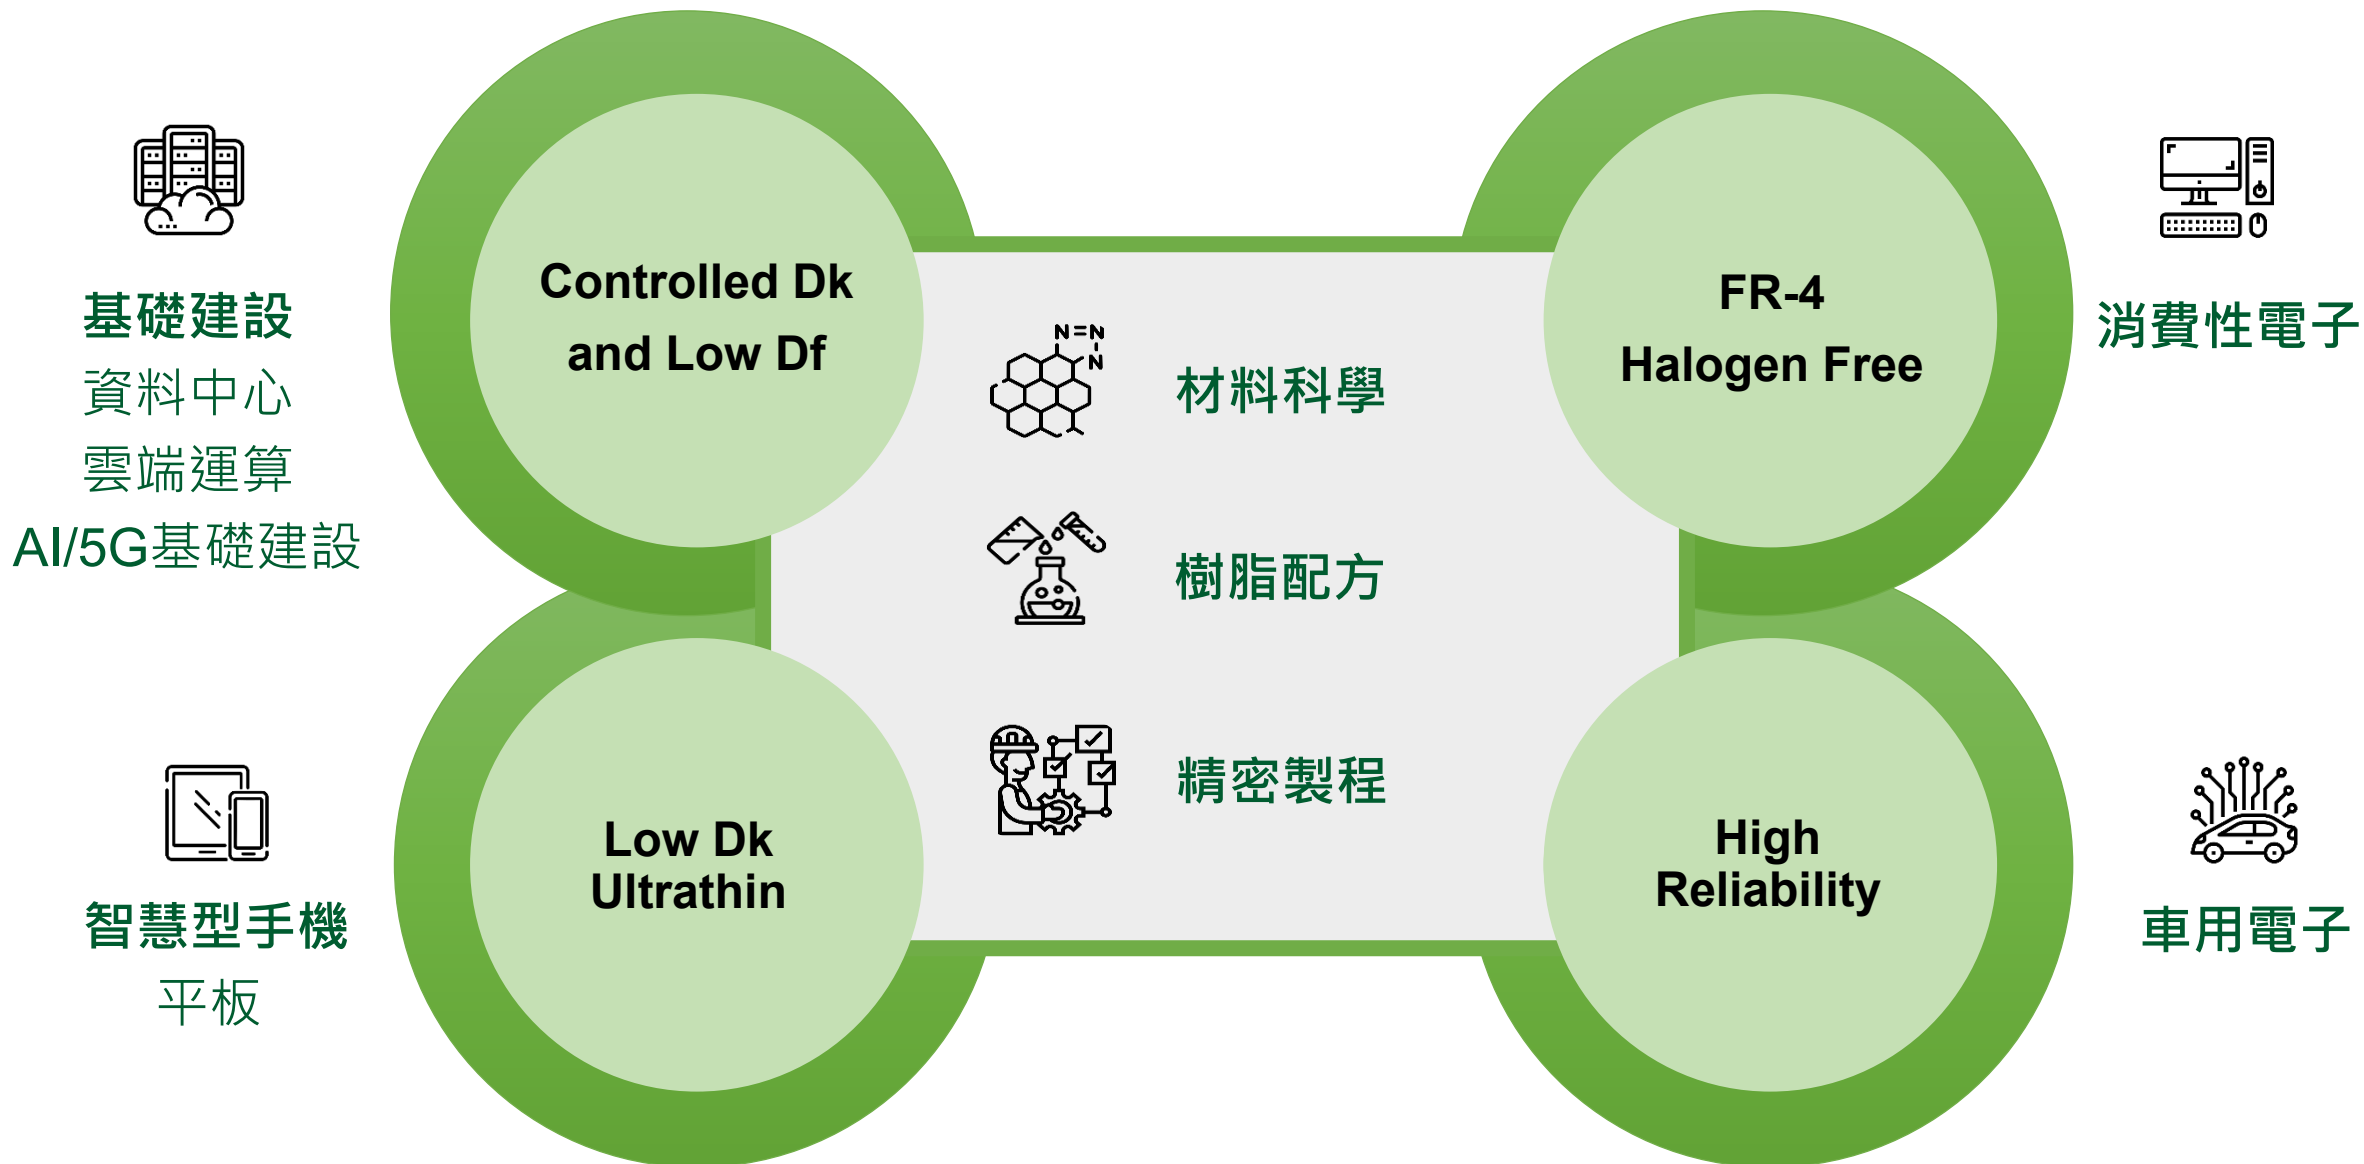 基礎建設
資料中心
雲端運算
AI/5G基礎建設
Controlled Dk
and Low Df
智慧型手機
平板
Low Dk
Ultrathin
N=N
N
材料科學
樹脂配方
精密製程
FR-4
Halogen Free
消費性電子
High
Reliability
車用電子